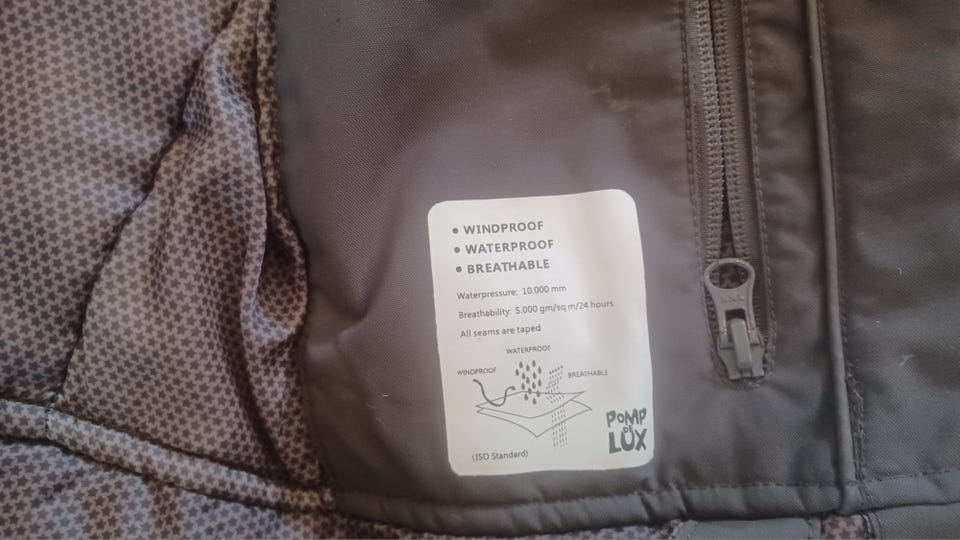 • WINDPROOF
• WATERPROOF
• BREATHABLE
Waterpressure: 10,000 mm
Breathability: 5.000 gm/sq m/24 hours
All seams are taped
WATERPROOF
WINDPROOF
BREATHABLE
POMP
DE
LUX
(ISO Standard)